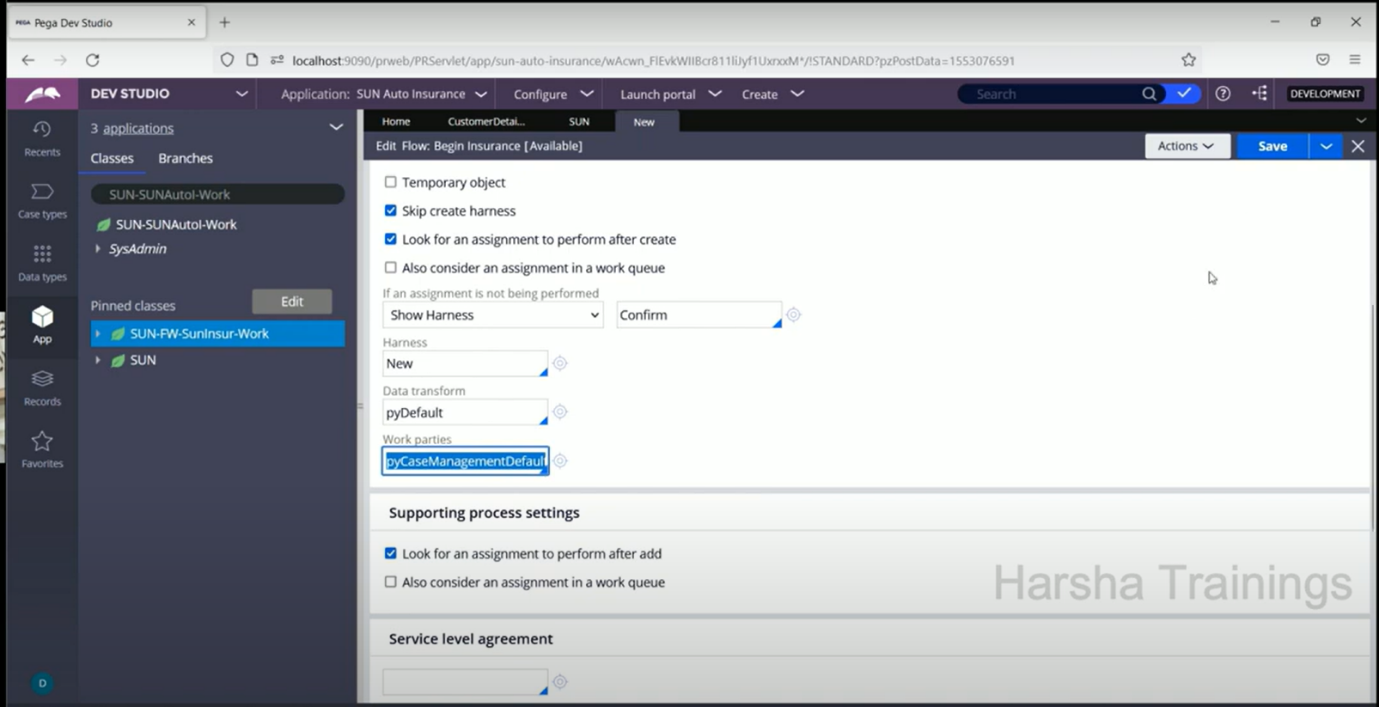 PEGA Pega Dev Studio
localhost:9090/prweb/PRServlet/app/sun-auto-insurance/
DEV STUDIO Application: SUN Auto Insurance Configure Launch portal Create Search DEVELOPMENT
3 applications Home CustomerDetai... SUN New
Recents
Edit Flow: Begin Insurance [Available] Actions Save
Classes Branches
Temporary object
SUN-SUNAutoI-Work
Skip create harness
Case types
SUN-SUNAutoI-Work
Look for an assignment to perform after create
SysAdmin
Also consider an assignment in a work queue
Data types
If an assignment is not being performed
Pinned classes Edit
Show Harness Confirm
App
SUN-FW-SunInsur-Work
Harness
SUN
New
Data transform
Records
pyDefault
Work parties
Favorites
pyCaseManagementDefault
Supporting process settings
Look for an assignment to perform after add
Also consider an assignment in a work queue
Harsha Trainings
Service level agreement
D